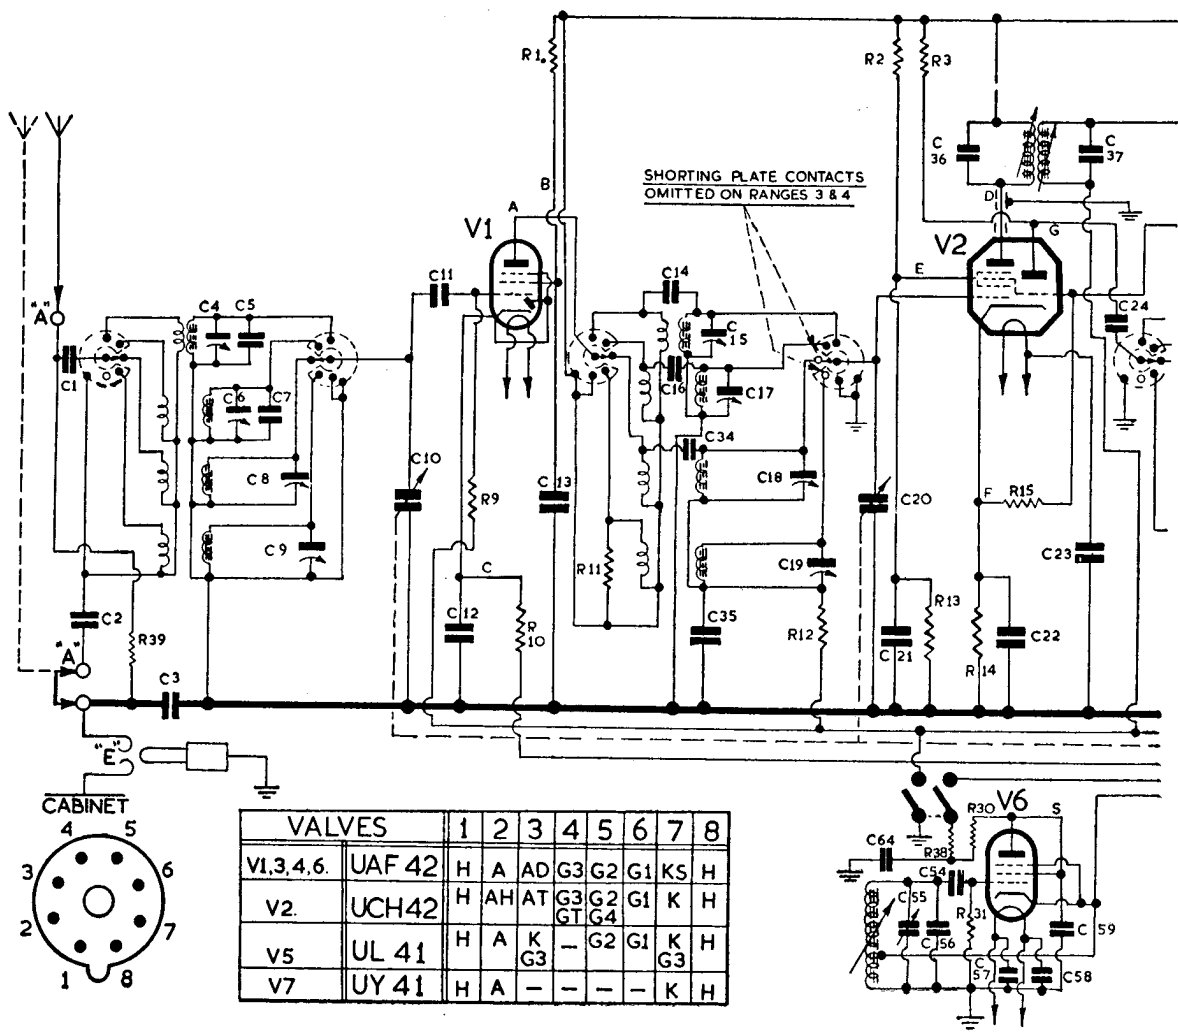 R1.
R2
R3
C
36
C
37
SHORTING PLATE CONTACTS
OMITTED ON RANGES 3 & 4
B
A
D
G
V1
V2
E
C11
C14
C24
"A"
C4
C5
C
15
C1
C16
C17
10
C6
C7
C34
C10
C8
C18
C20
R9
C13
F
R15
C9
R11
C19
C23
C
C2
R39
C12
R
10
C35
R12
R13
C21
R14
C22
"A"
C3
"E"
CABINET
V6
R30
S
4
5
3
6
2
7
1
8
C64
R38
C54
R31
C55
C56
C
57
C58
C59
VALVES 1 2 3 4 5 6 7 8
V1,3,4,6. UAF 42 H A AD G3 G2 G1 KS H
V2. UCH42 H AH AT G3 G2 G1 K H
GT G4
V5 UL 41 H A K – G2 G1 K H
G3 G3
V7 UY 41 H A – – – – K H